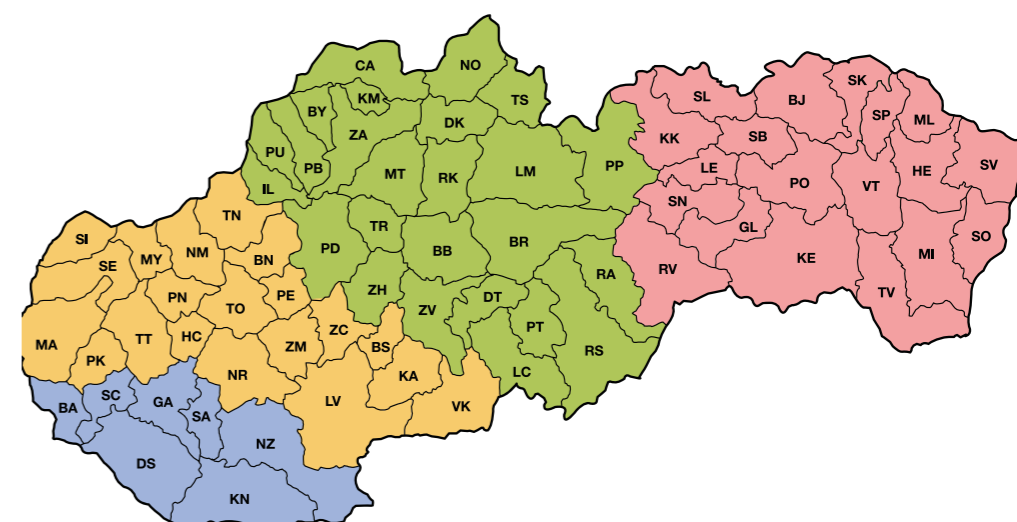 CA
NO
KM
TS
BY
ZA
DK
PU
PB
MT
RK
LM
PP
IL
SL
BJ
SK
SP
ML
KK
SB
LE
PO
VT
HE
SV
SN
GL
RV
KE
TV
MI
SO
TN
SI
SE
MY
NM
BN
PD
TR
BB
BR
RA
PN
TO
PE
ZH
ZV
DT
PT
RS
LC
MA
PK
TT
HC
NR
ZM
ZC
BS
KA
LV
VK
BA
SC
GA
SA
NZ
DS
KN